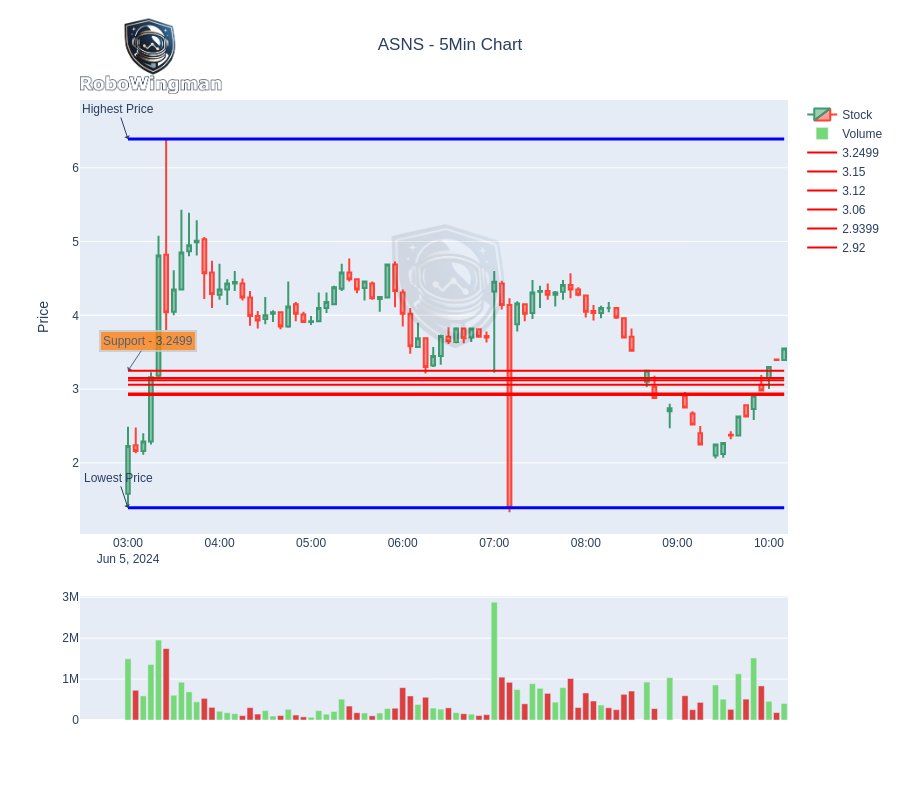 ASNS - 5Min Chart
RoboWingman
Highest Price
Stock
Volume
3.2499
3.15
3.12
3.06
2.9399
2.92
6
5
4
3
2
Price
Support - 3.2499
Lowest Price
03:00 04:00 05:00 06:00 07:00 08:00 09:00 10:00
Jun 5, 2024
3M
2M
1M
0